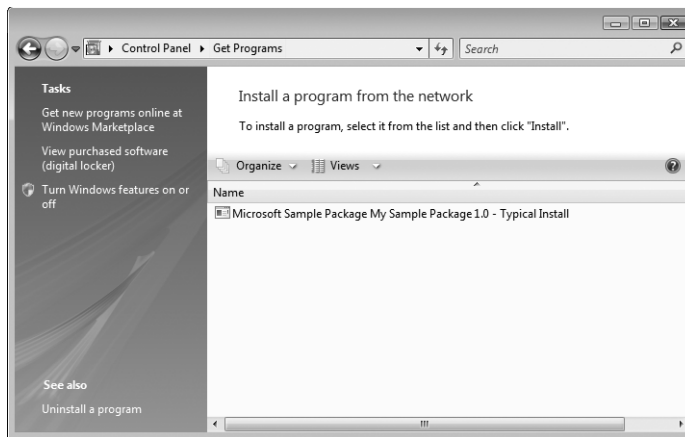 Control Panel Get Programs
Search
Tasks
Get new programs online at
Windows Marketplace
View purchased software
(digital locker)
Turn Windows features on or
off
See also
Uninstall a program
Install a program from the network
To install a program, select it from the list and then click "Install".
Organize Views
Name
Microsoft Sample Package My Sample Package 1.0 - Typical Install